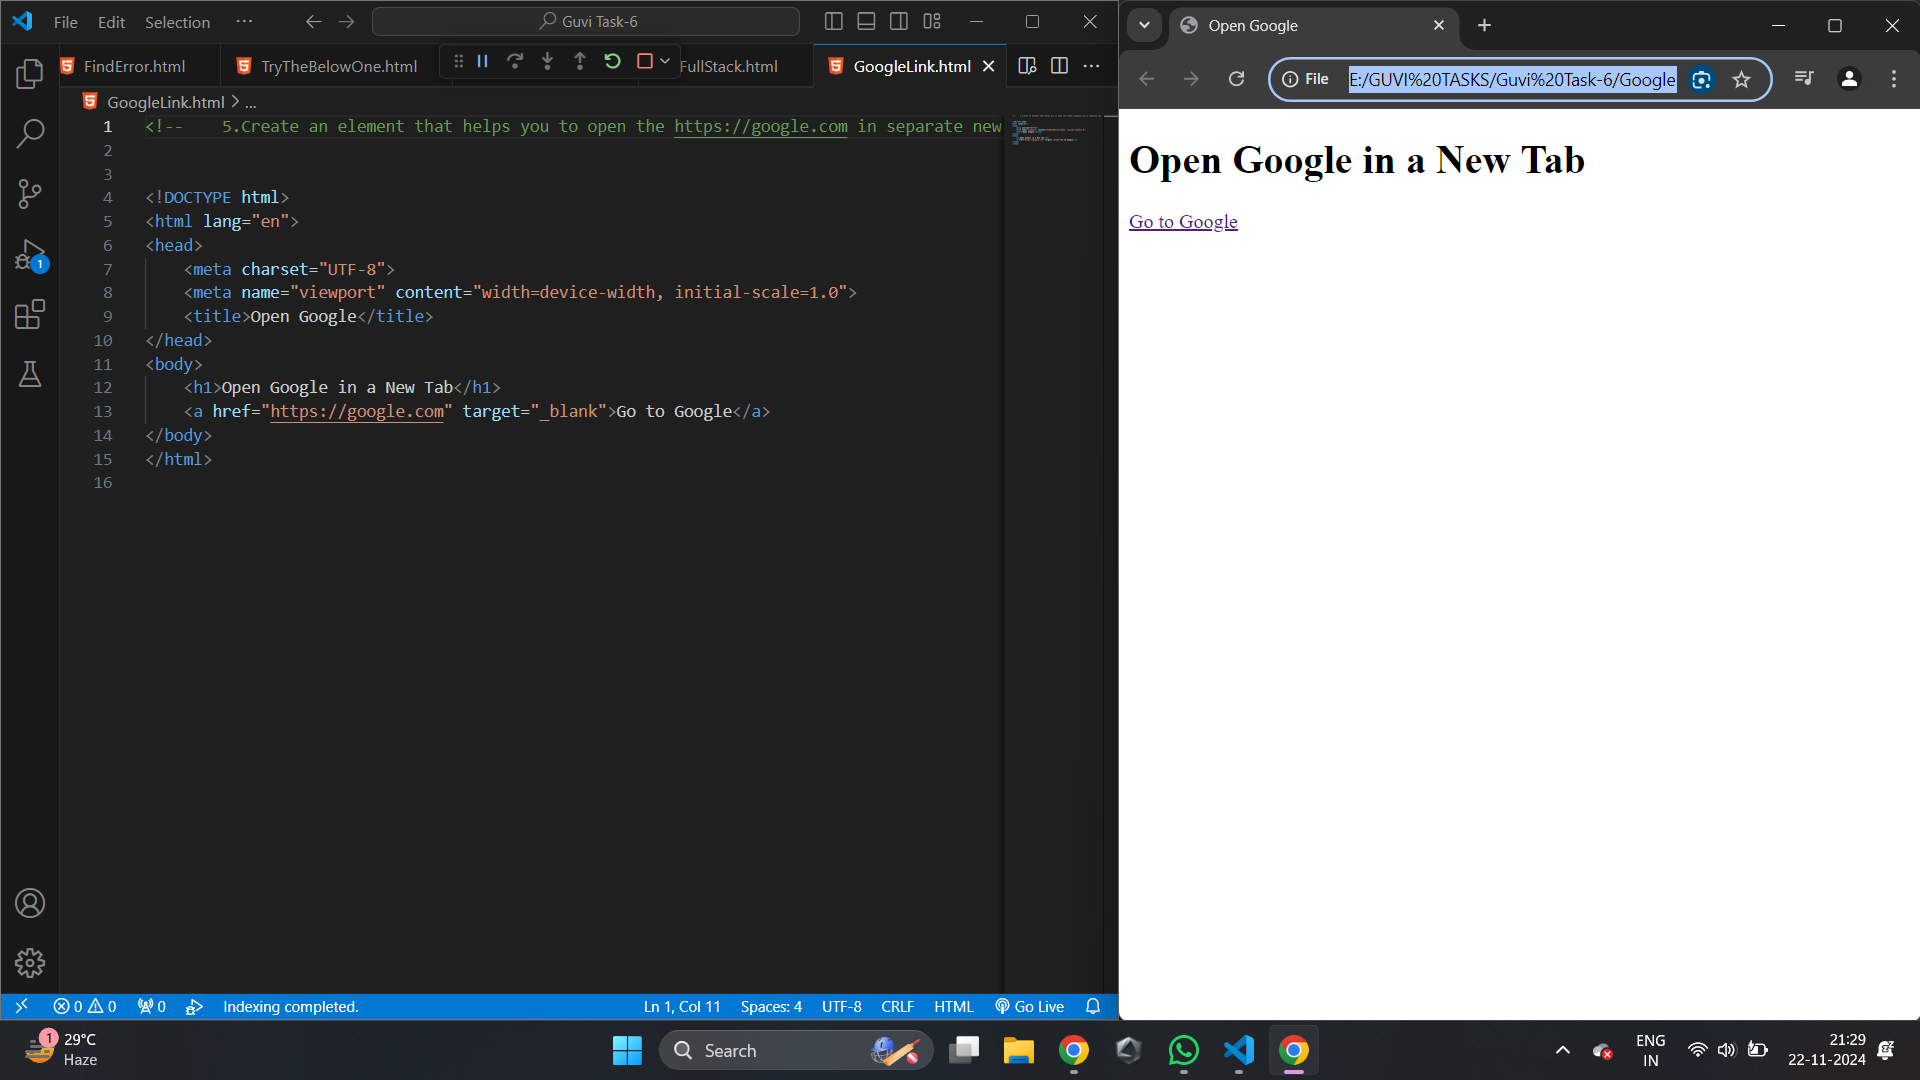 File Edit Selection ··· Guvi Task-6
FindError.html TryTheBelowOne.html FullStack.html GoogleLink.html
GoogleLink.html > ...
1 <!-- 5.Create an element that helps you to open the https://google.com in separate new
2
3
4 <!DOCTYPE html>
5 <html lang="en">
6 <head>
7 <meta charset="UTF-8">
8 <meta name="viewport" content="width=device-width, initial-scale=1.0">
9 <title>Open Google</title>
10 </head>
11 <body>
12 <h1>Open Google in a New Tab</h1>
13 <a href="https://google.com" target="_blank">Go to Google</a>
14 </body>
15 </html>
16
1
0 0 0 Indexing completed. Ln 1, Col 11 Spaces: 4 UTF-8 CRLF HTML Go Live
Open Google
File E:/GUVI%20TASKS/Guvi%20Task-6/Google
Open Google in a New Tab
Go to Google
1 29°C
Haze
Search
ENG
IN
21:29
22-11-2024